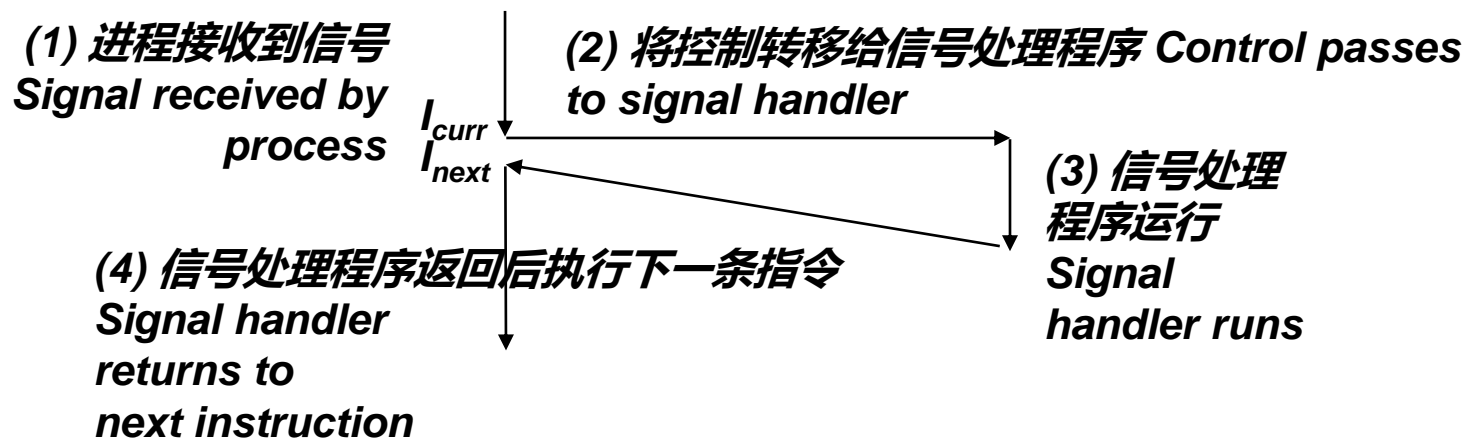 (1) 进程接收到信号
Signal received by
process
I_curr
I_next
(2) 将控制转移给信号处理程序 Control passes
to signal handler
(3) 信号处理
程序运行
Signal
handler runs
(4) 信号处理程序返回后执行下一条指令
Signal handler
returns to
next instruction